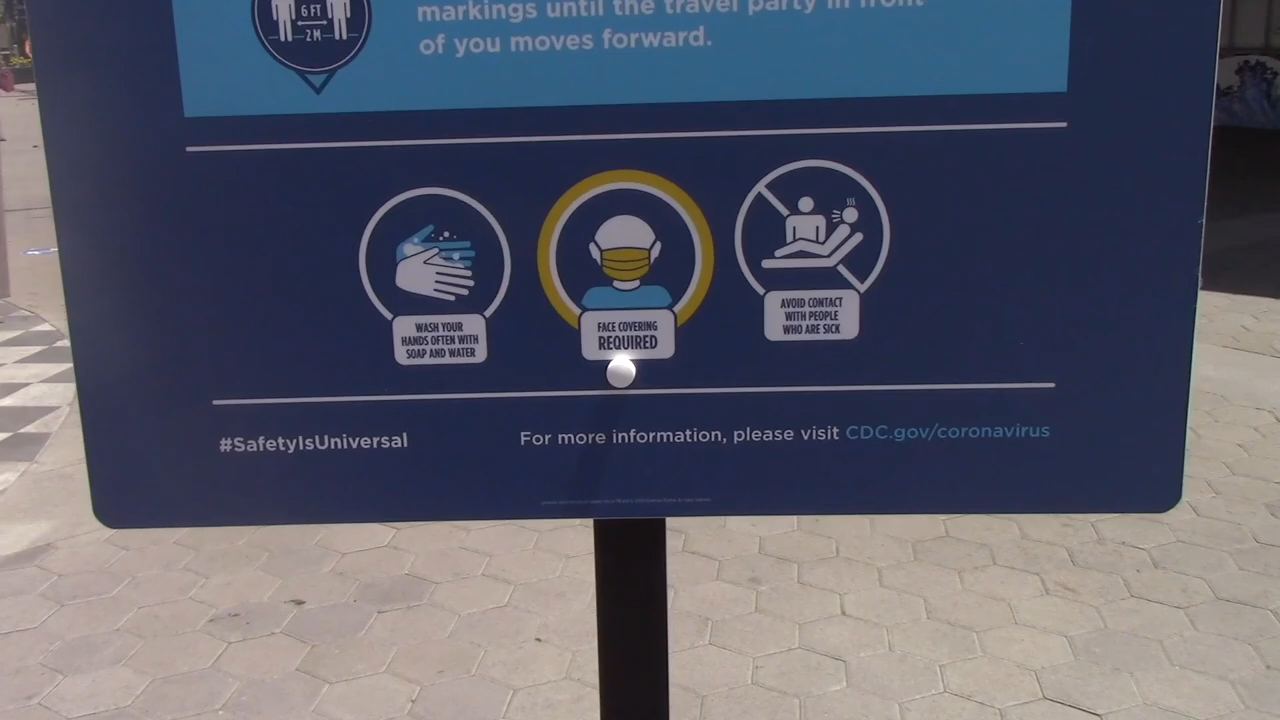 6 FT
2 M
markings until the travel party in front
of you moves forward.
WASH YOUR
HANDS OFTEN WITH
SOAP AND WATER
FACE COVERING
REQUIRED
AVOID CONTACT
WITH PEOPLE
WHO ARE SICK
#SafetyIsUniversal
For more information, please visit CDC.gov/coronavirus